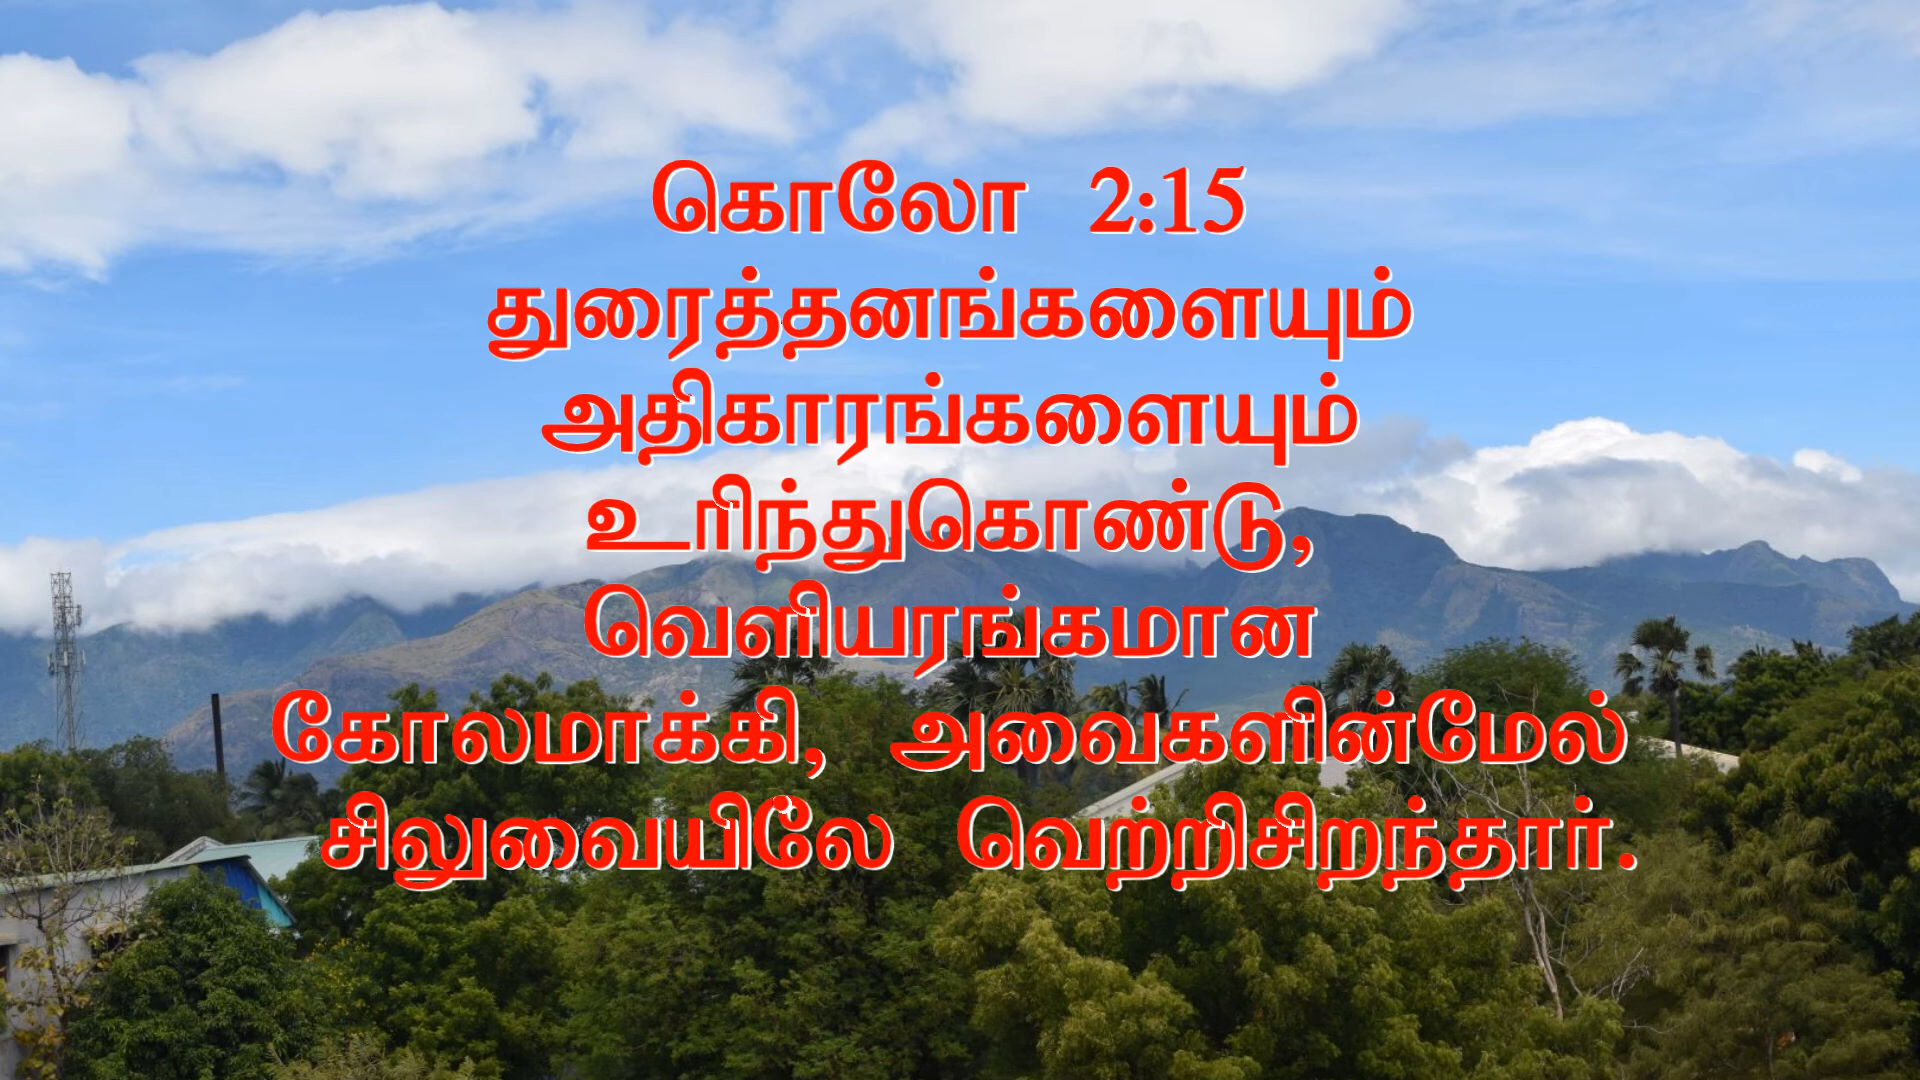 கொலோ 2:15
துரைத்தனங்களையும்
அதிகாரங்களையும்
உரிந்துகொண்டு,
வெளியரங்கமான
கோலமாக்கி, அவைகளின்மேல்
சிலுவையிலே வெற்றிசிறந்தார்.